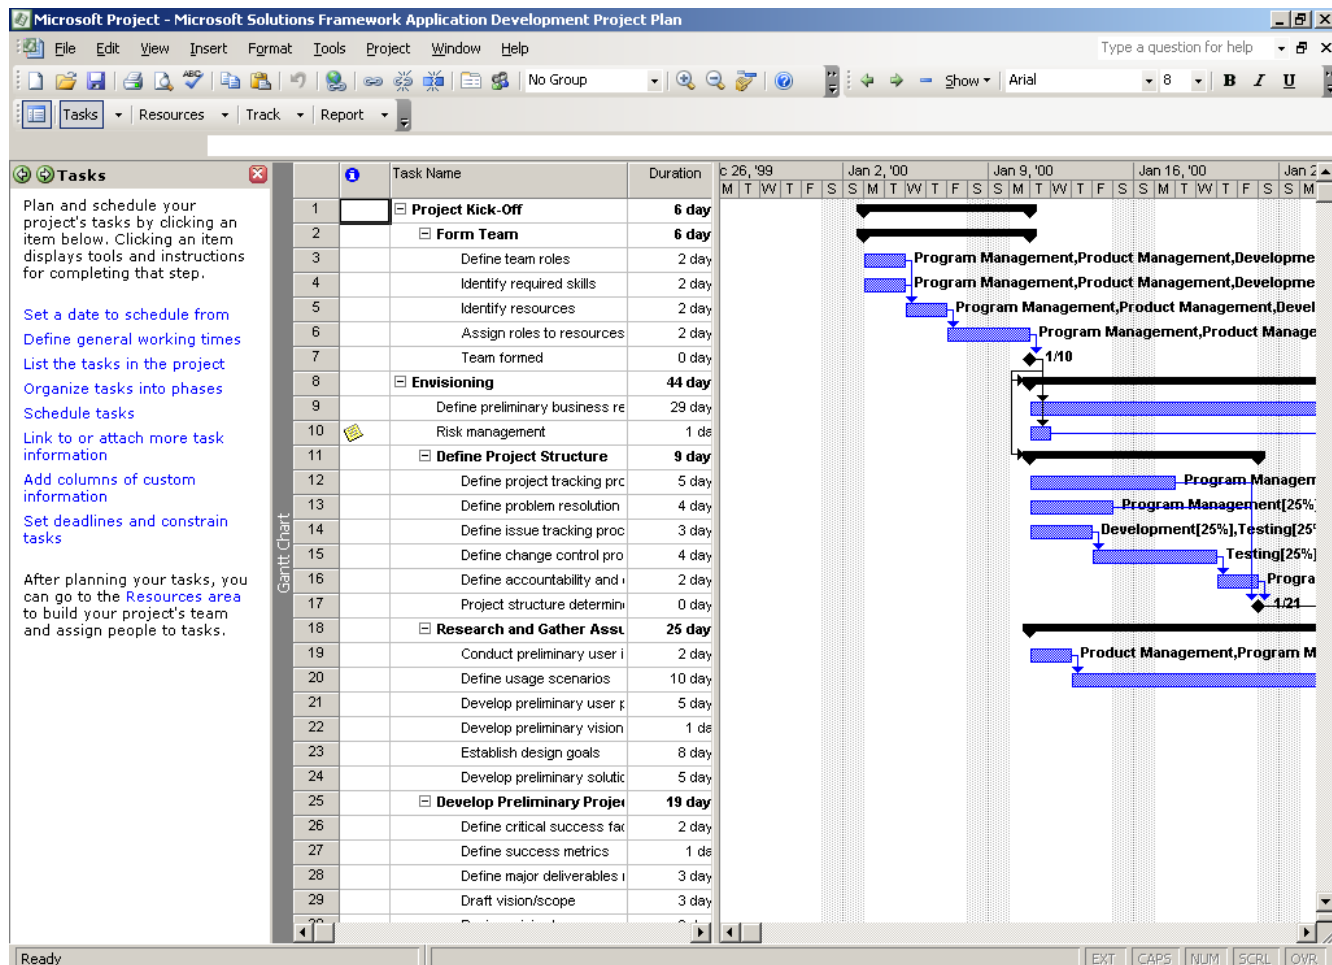 Microsoft Project - Microsoft Solutions Framework Application Development Project Plan
File Edit View Insert Format Tools Project Window Help
Type a question for help
No Group
Show
Arial
8
B I U
Tasks Resources Track Report
Tasks
Plan and schedule your
project's tasks by clicking an
item below. Clicking an item
displays tools and instructions
for completing that step.
Set a date to schedule from
Define general working times
List the tasks in the project
Organize tasks into phases
Schedule tasks
Link to or attach more task
information
Add columns of custom
information
Set deadlines and constrain
tasks
After planning your tasks, you
can go to the Resources area
to build your project's team
and assign people to tasks.
Gantt Chart
Task Name Duration
1 Project Kick-Off 6 day
2 Form Team 6 day
3 Define team roles 2 day
4 Identify required skills 2 day
5 Identify resources 2 day
6 Assign roles to resources 2 day
7 Team formed 0 day
8 Envisioning 44 day
9 Define preliminary business re 29 day
10 Risk management 1 da
11 Define Project Structure 9 day
12 Define project tracking prc 5 day
13 Define problem resolution 4 day
14 Define issue tracking proc 3 day
15 Define change control pro 4 day
16 Define accountability and 2 day
17 Project structure determin 0 day
18 Research and Gather Assu 25 day
19 Conduct preliminary user i 2 day
20 Define usage scenarios 10 day
21 Develop preliminary user p 5 day
22 Develop preliminary vision 1 da
23 Establish design goals 8 day
24 Develop preliminary solutic 5 day
25 Develop Preliminary Proje 19 day
26 Define critical success fac 2 day
27 Define success metrics 1 da
28 Define major deliverables 3 day
29 Draft vision/scope 3 day
c 26, '99 Jan 2, '00 Jan 9, '00 Jan 16, '00 Jan 2
M T W T F S S M T W T F S S M T W T F S S M T W T F S S M
Program Management,Product Management,Developme
Program Management,Product Management,Developme
Program Management,Product Management,Devel
Program Management,Product Manage
1/10
Program Managem
Program Management[25%]
Development[25%],Testing[25%
Testing[25%]
Progra
1/21
Product Management,Program M
Ready
EXT CAPS NUM SCRL OVR